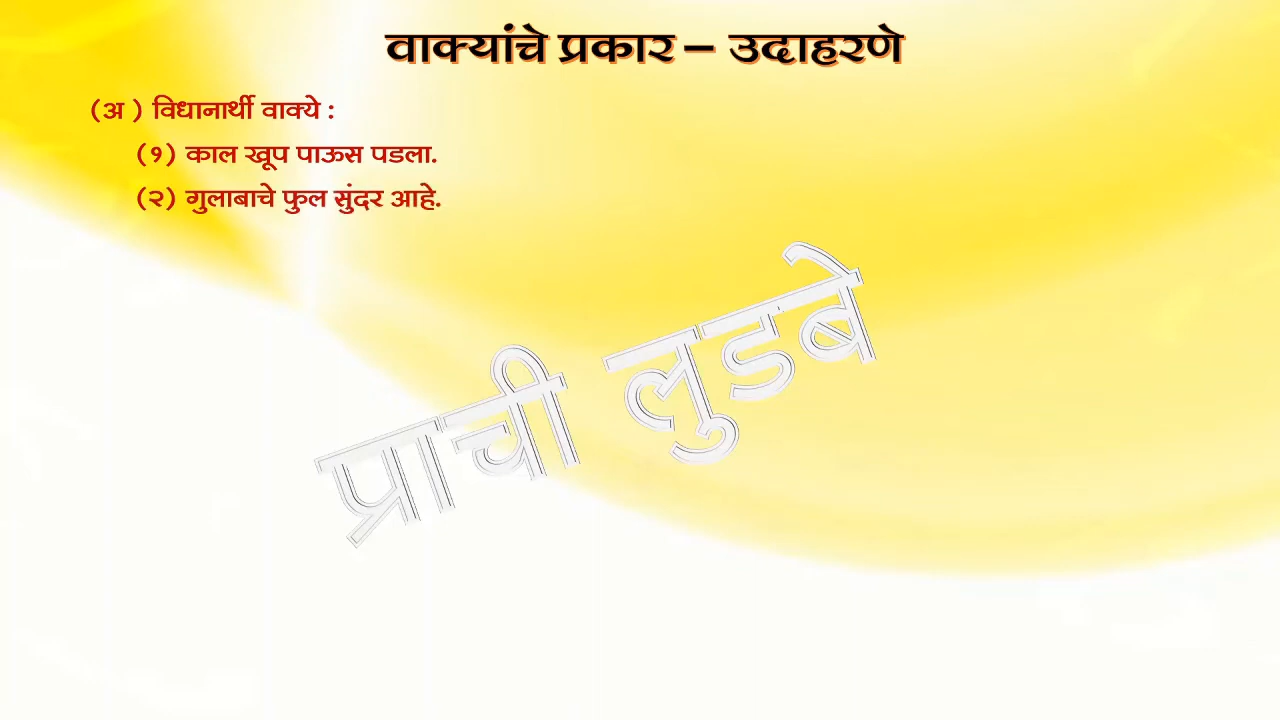 वाक्यांचे प्रकार – उदाहरणे
(अ ) विधानार्थी वाक्ये :
(१) काल खूप पाऊस पडला.
(२) गुलाबाचे फुल सुंदर आहे.
प्राची लुडबे